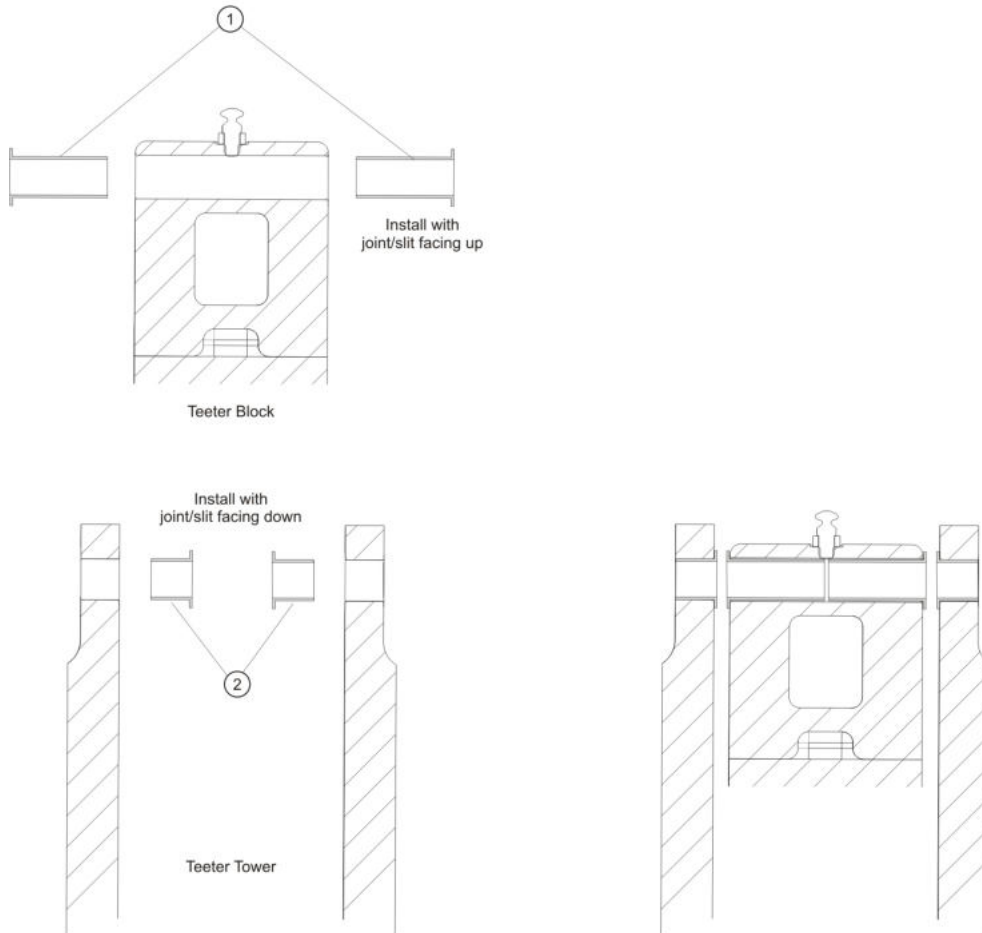 1
Install with
joint/slit facing up
Teeter Block
Install with
joint/slit facing down
2
Teeter Tower